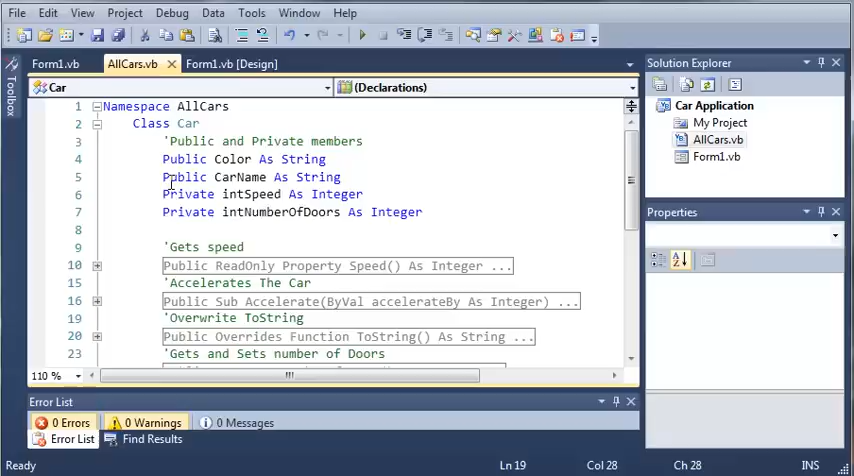 File Edit View Project Debug Data Tools Window Help
Form1.vb AllCars.vb Form1.vb [Design]
Toolbox
Car (Declarations)
1 Namespace AllCars
2 Class Car
3 'Public and Private members
4 Public Color As String
5 Public CarName As String
6 Private intSpeed As Integer
7 Private intNumberOfDoors As Integer
8
9 'Gets speed
10 Public ReadOnly Property Speed() As Integer ...
15 'Accelerates The Car
16 Public Sub Accelerate(ByVal accelerateBy As Integer) ...
19 'Overwrite ToString
20 Public Overrides Function ToString() As String ...
23 'Gets and Sets number of Doors
110 %
Solution Explorer
Car Application
My Project
AllCars.vb
Form1.vb
Properties
Error List
0 Errors 0 Warnings 0 Messages
Error List Find Results
Ready Ln 19 Col 28 Ch 28 INS